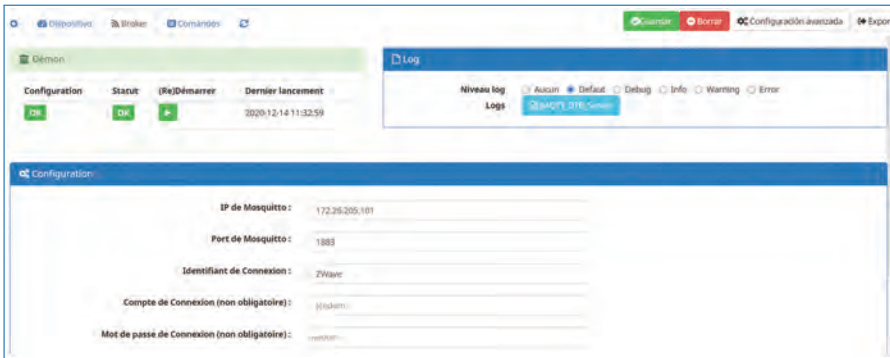 Dispositivo Broker Comandos
Guardar Borrar Configuración avanzada Expor
Démon
Configuration Statut (Re)Démarrer Dernier lancement
OK OK 2020-12-14 11:32:59
Log
Niveau log Aucun Defaut Debug Info Warning Error
Logs
Configuration
IP de Mosquitto : 172.26.205.101
Port de Mosquitto : 1883
Identifiant de Connexion : ZWave
Compte de Connexion (non obligatoire) :
Mot de passe de Connexion (non obligatoire) :